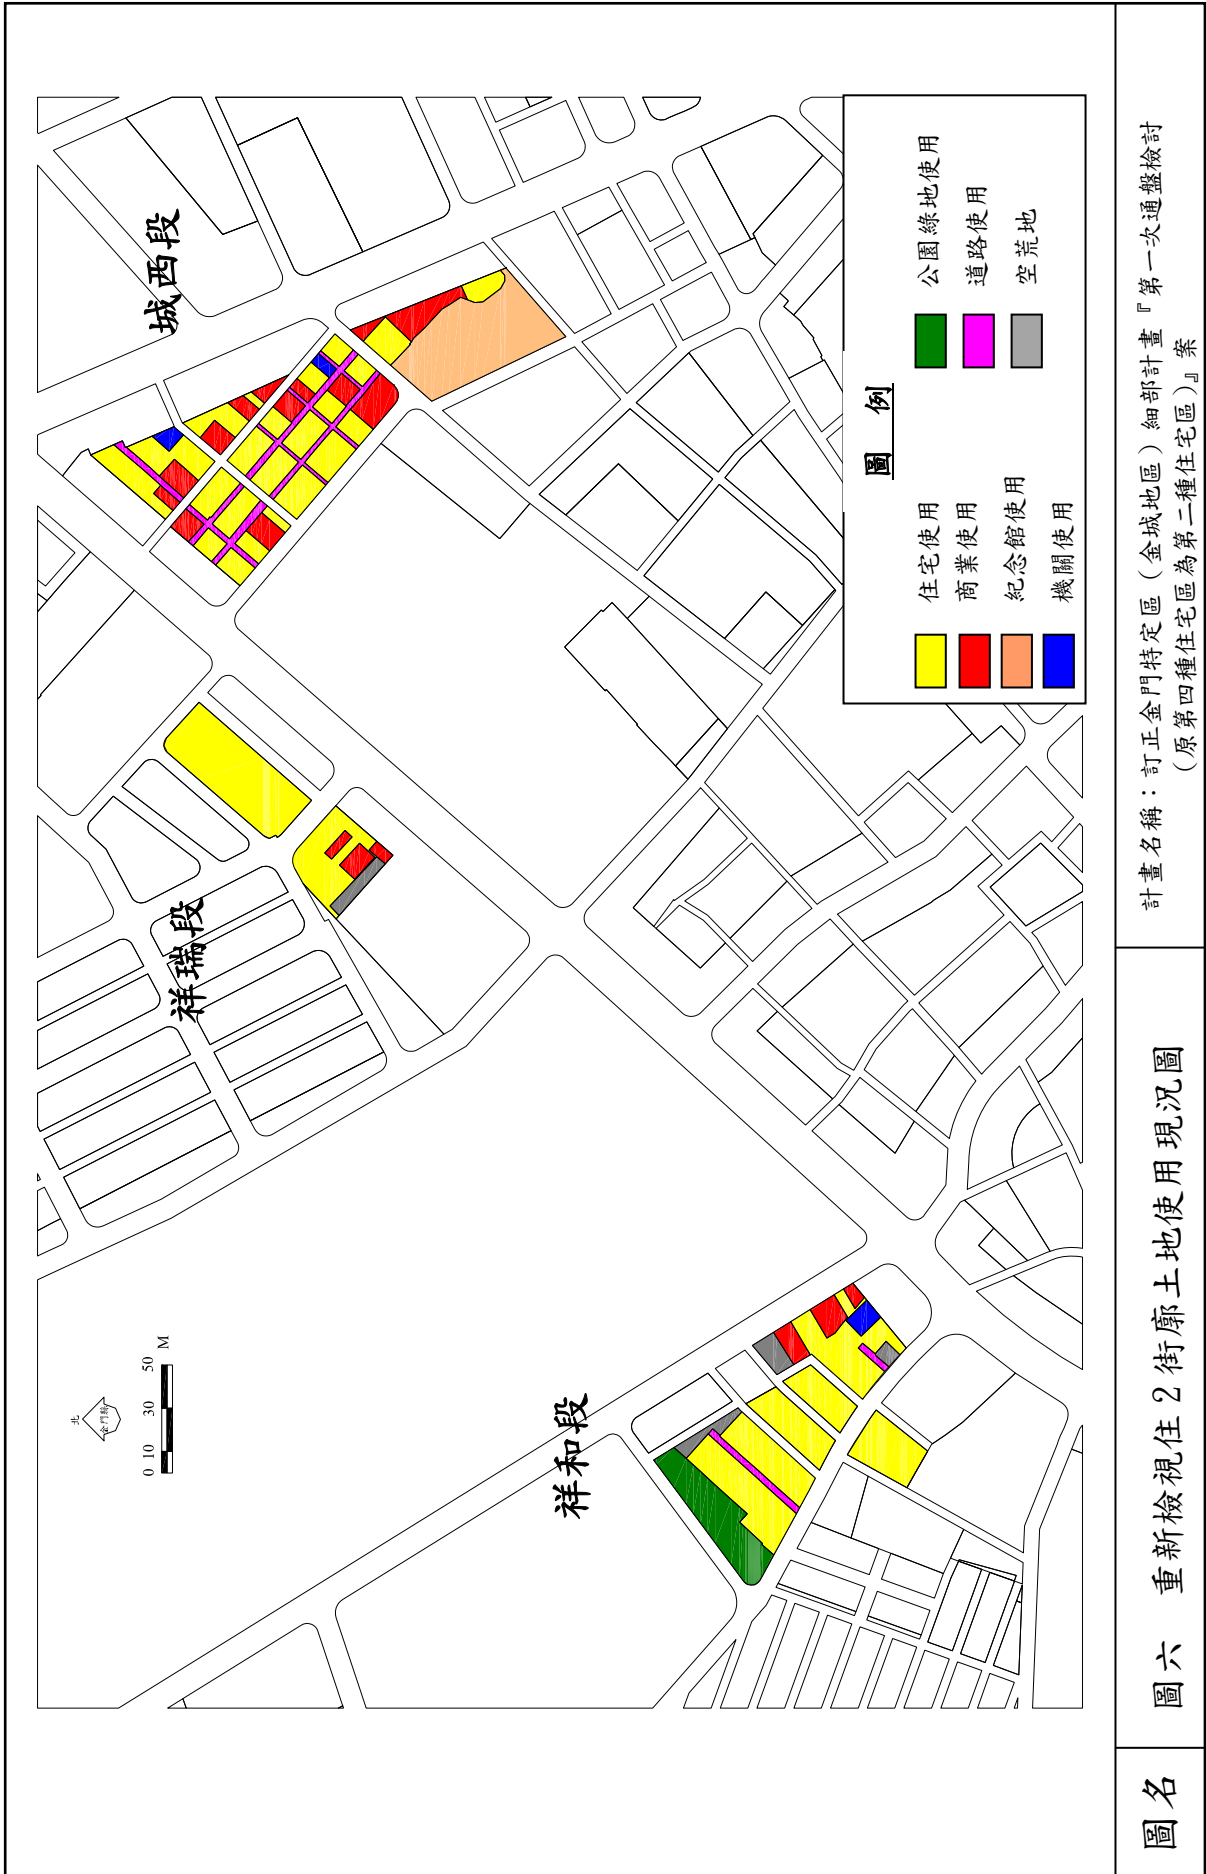 圖名
圖六　重新檢視住2街廓土地使用現況圖
計畫名稱：訂正金門特定區（金城地區）細部計畫『第一次通盤檢討
（原第四種住宅區為第二種住宅區）』案
北
金門縣
0 10 30 50 M
祥和段
祥瑞段
城西段
圖 例
住宅使用
商業使用
紀念館使用
機關使用
公園綠地使用
道路使用
空荒地